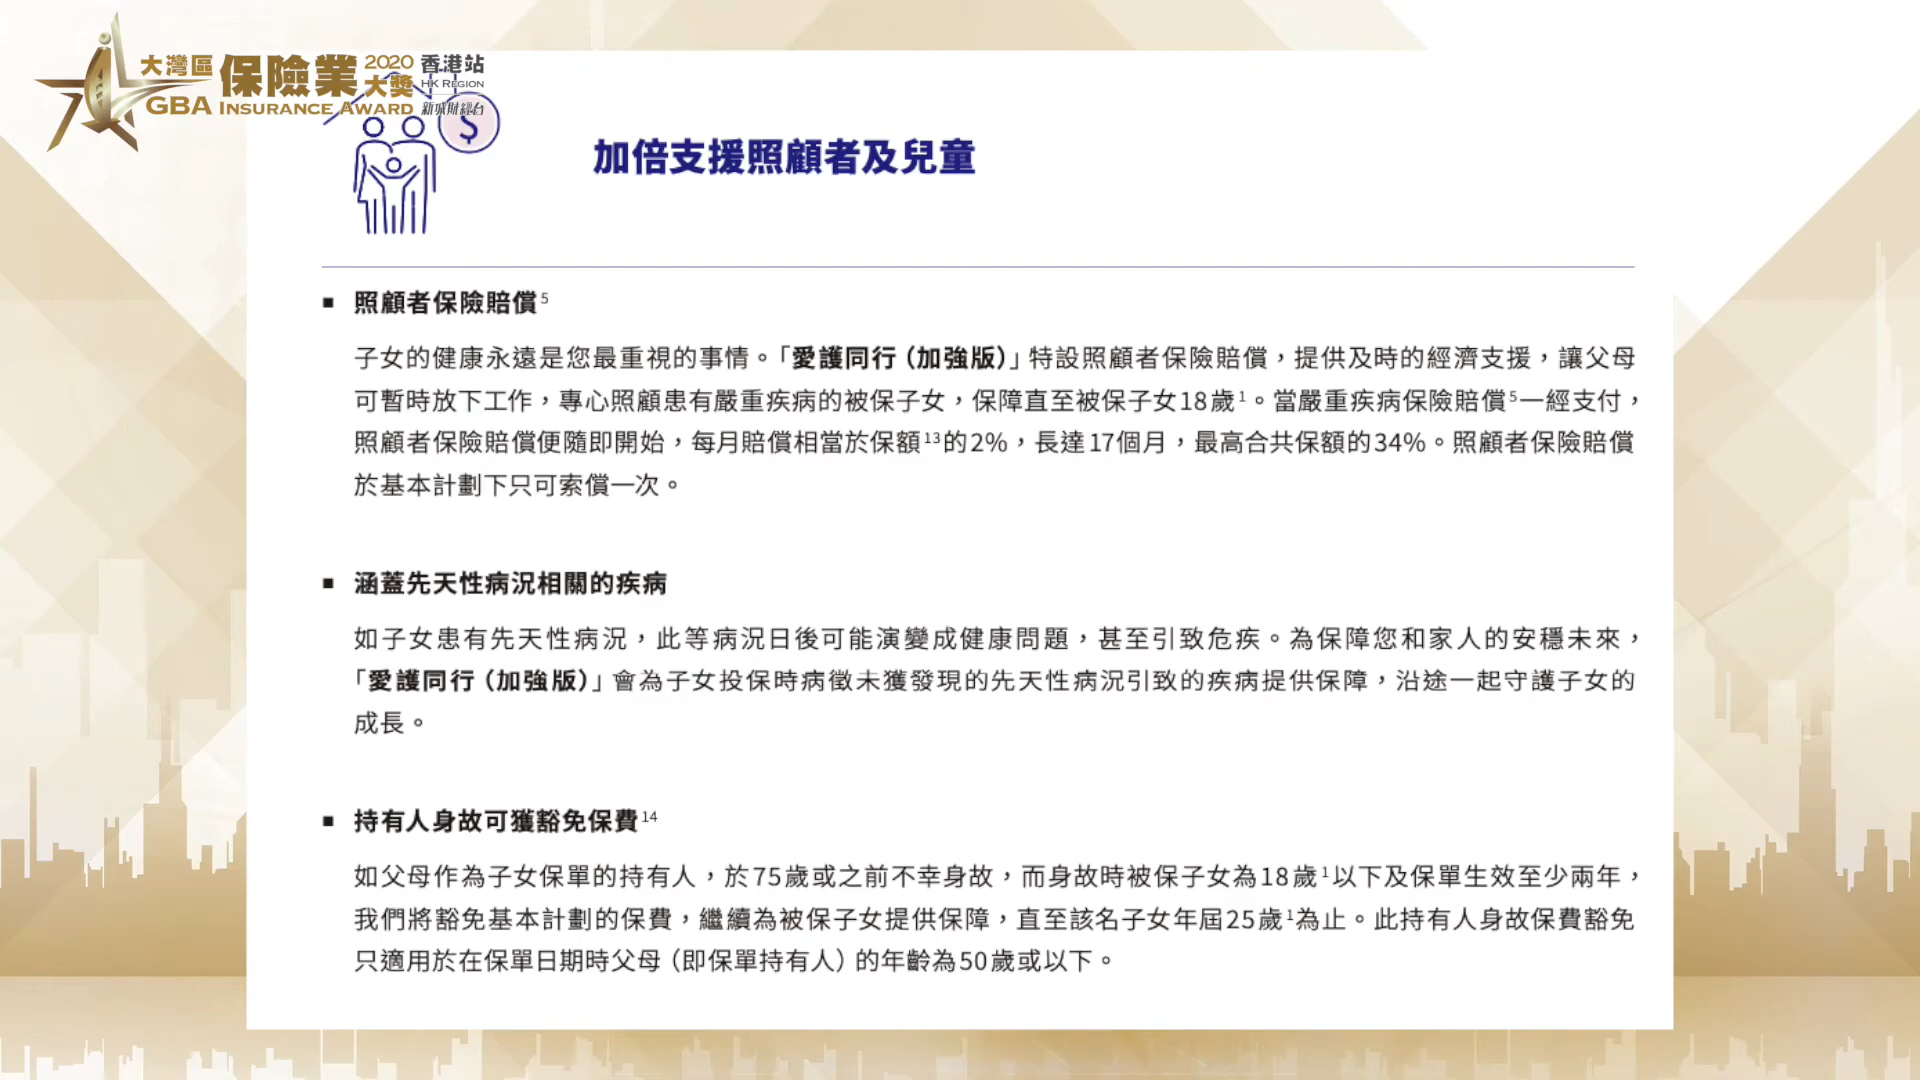 大灣區 保險業 2020 大獎 香港站
HK REGION
GBA INSURANCE AWARD 新城財經台
$
加倍支援照顧者及兒童
▪ 照顧者保險賠償5
子女的健康永遠是您最重視的事情。「愛護同行(加強版)」特設照顧者保險賠償，提供及時的經濟支援，讓父母
可暫時放下工作，專心照顧患有嚴重疾病的被保子女，保障直至被保子女18歲1。當嚴重疾病保險賠償5一經支付，
照顧者保險賠償便隨即開始，每月賠償相當於保額13的2%，長達17個月，最高合共保額的34%。照顧者保險賠償
於基本計劃下只可索償一次。
▪ 涵蓋先天性病況相關的疾病
如子女患有先天性病況，此等病況日後可能演變成健康問題，甚至引致危疾。為保障您和家人的安穩未來，
「愛護同行(加強版)」會為子女投保時病徵未獲發現的先天性病況引致的疾病提供保障，沿途一起守護子女的
成長。
▪ 持有人身故可獲豁免保費14
如父母作為子女保單的持有人，於75歲或之前不幸身故，而身故時被保子女為18歲1以下及保單生效至少兩年，
我們將豁免基本計劃的保費，繼續為被保子女提供保障，直至該名子女年屆25歲1為止。此持有人身故保費豁免
只適用於在保單日期時父母(即保單持有人)的年齡為50歲或以下。